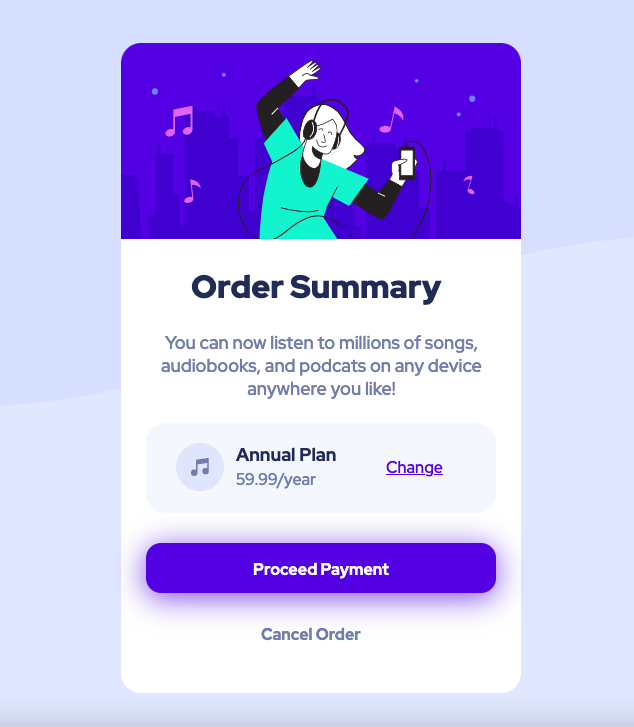 Order Summary
You can now listen to millions of songs,
audiobooks, and podcats on any device
anywhere you like!
Annual Plan
59.99/year
Change
Proceed Payment
Cancel Order